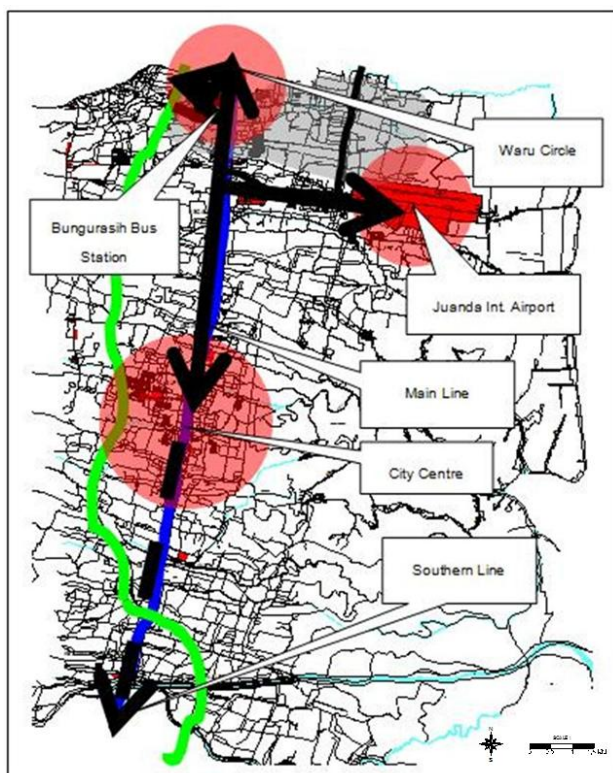 Waru Circle
Bungurasih Bus
Station
Juanda Int. Airport
Main Line
City Centre
Southern Line